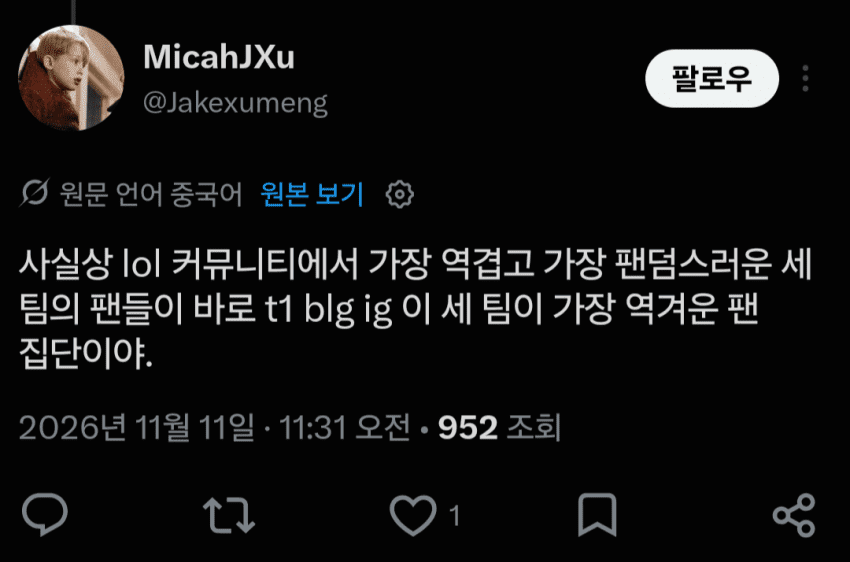 MicahJXu
@Jakexumeng
팔로우
원문 언어 중국어 원본 보기
사실상 lol 커뮤니티에서 가장 역겹고 가장 팬덤스러운 세
팀의 팬들이 바로 t1 blg ig 이 세 팀이 가장 역겨운 팬
집단이야.
2026년 11월 11일 · 11:31 오전 • 952 조회
1